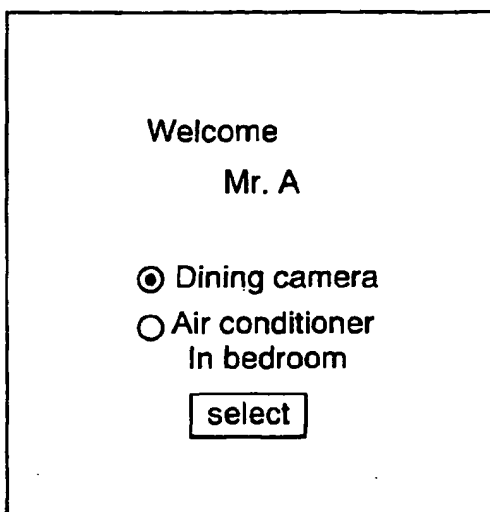 Welcome
Mr. A
Dining camera
Air conditioner
In bedroom
select